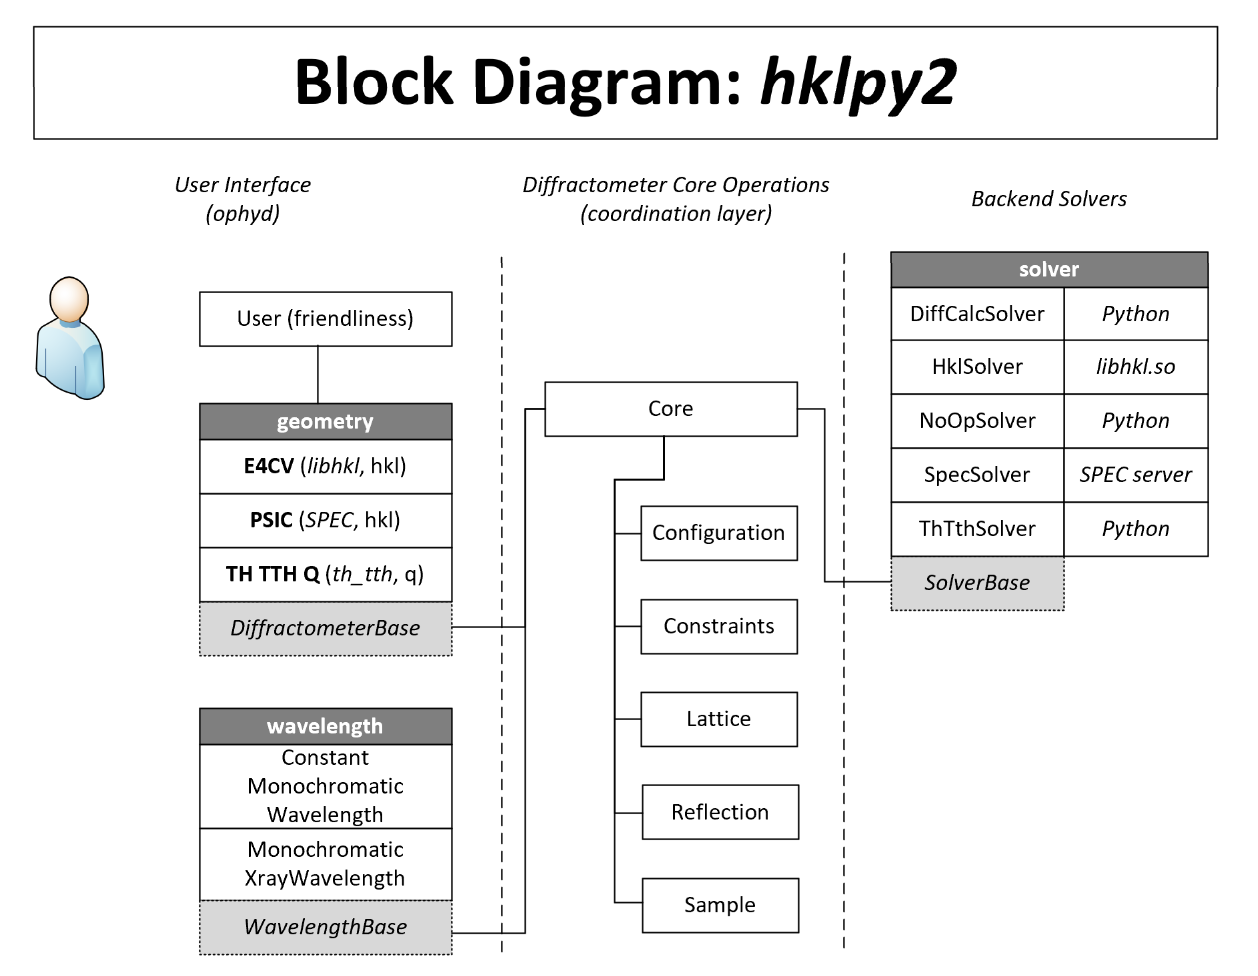 Block Diagram: hklpy2
User Interface
(ophyd)
Diffractometer Core Operations
(coordination layer)
Backend Solvers
User (friendliness)
geometry
E4CV (libhkl, hkl)
PSIC (SPEC, hkl)
TH TTH Q (th_tth, q)
DiffractometerBase
wavelength
Constant
Monochromatic
Wavelength
Monochromatic
XrayWavelength
WavelengthBase
Core
Configuration
Constraints
Lattice
Reflection
Sample
solver
DiffCalcSolver Python
HklSolver libhkl.so
NoOpSolver Python
SpecSolver SPEC server
ThTthSolver Python
SolverBase